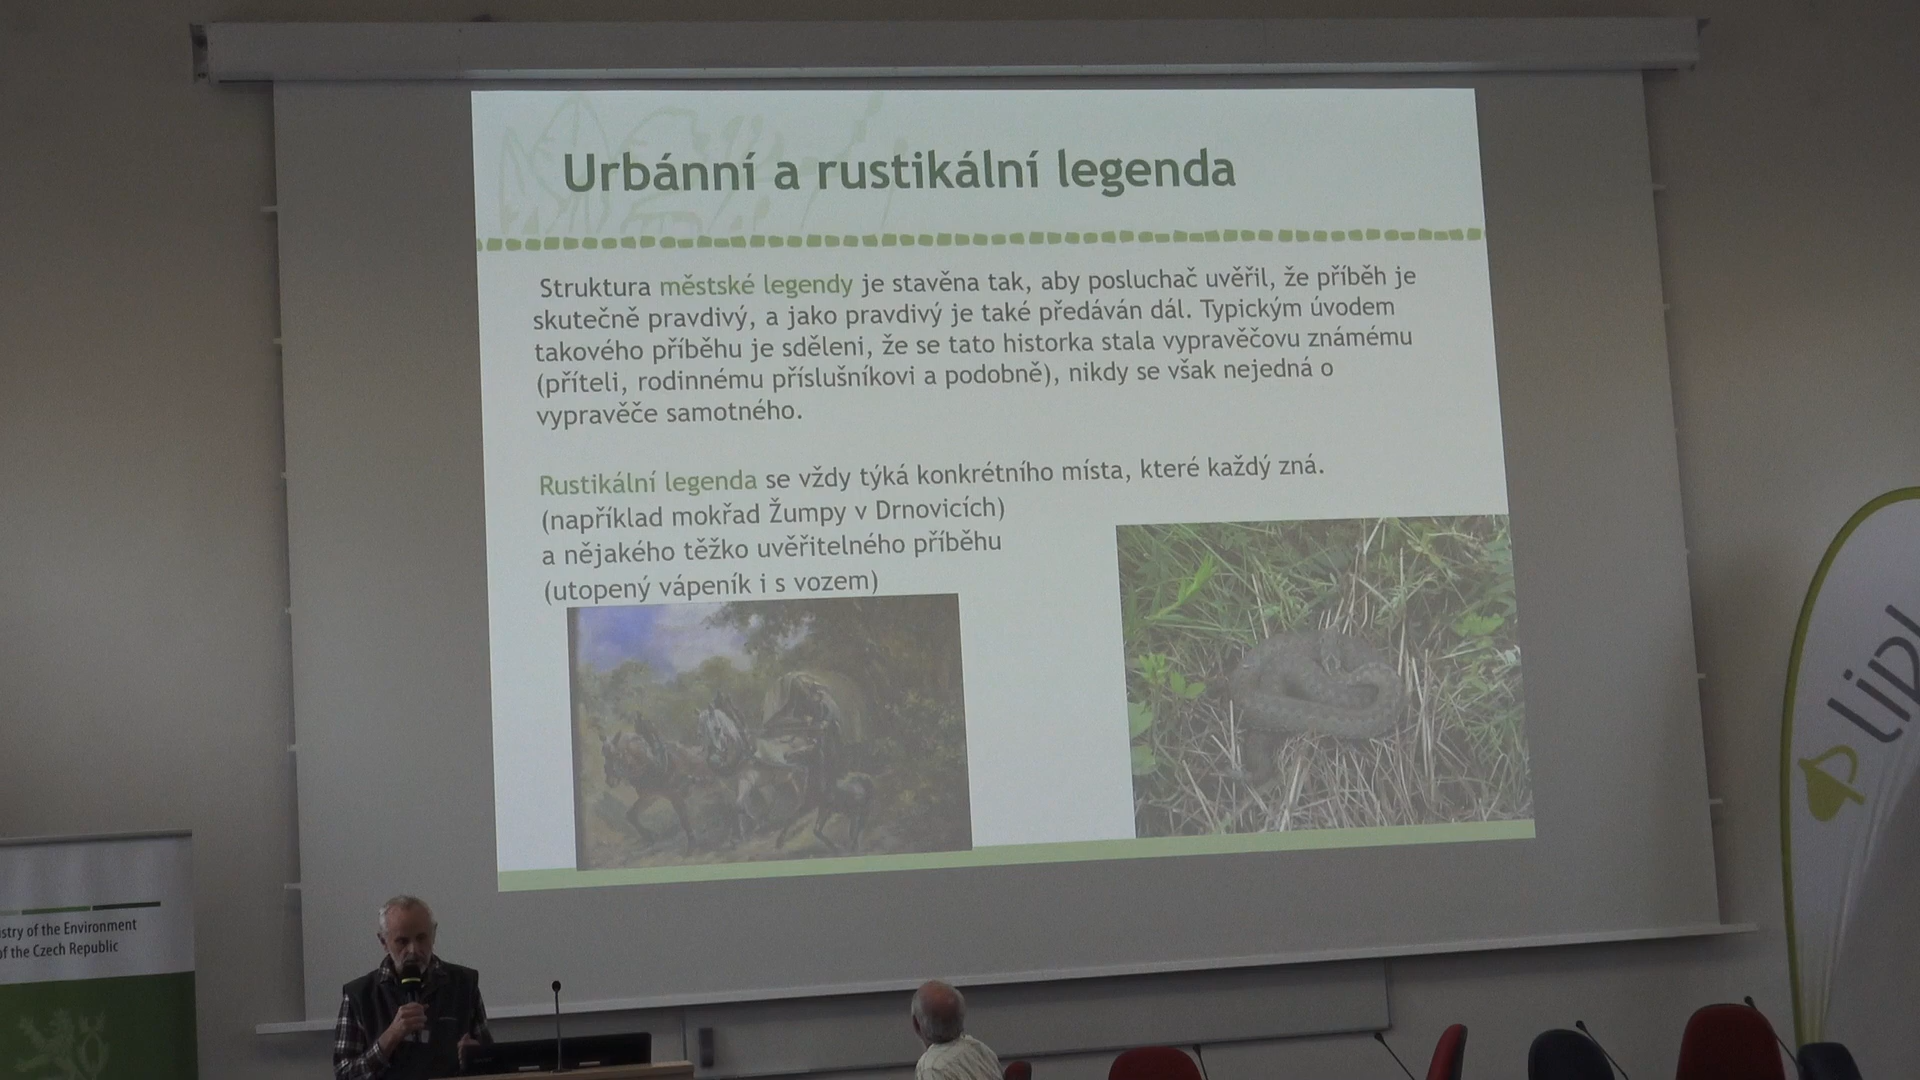 Urbánní a rustikální legenda
Struktura městské legendy je stavěna tak, aby posluchač uvěřil, že příběh je
skutečně pravdivý, a jako pravdivý je také předáván dál. Typickým úvodem
takového příběhu je sděleni, že se tato historka stala vypravěčovu známému
(příteli, rodinnému příslušníkovi a podobně), nikdy se však nejedná o
vypravěče samotného.
Rustikální legenda se vždy týká konkrétního místa, které každý zná.
(například mokřad Žumpy v Drnovicích)
a nějakého těžko uvěřitelného příběhu
(utopený vápeník i s vozem)
istry of the Environment
of the Czech Republic